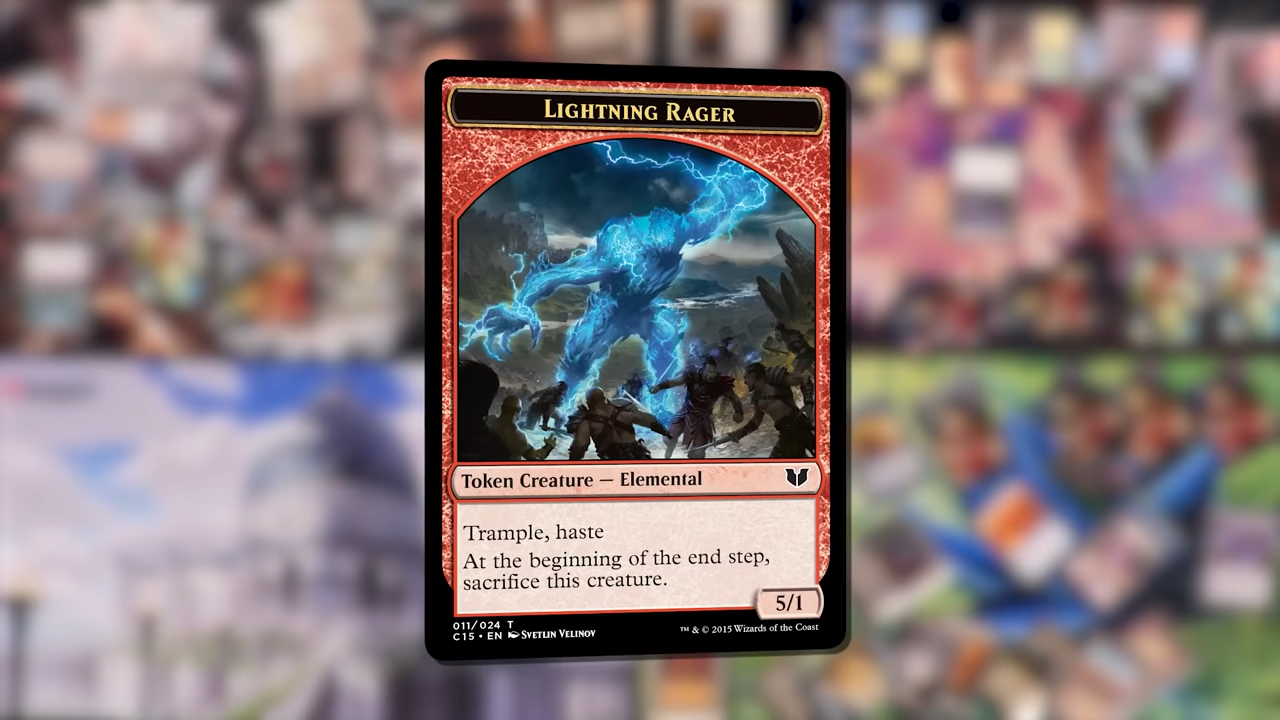 Lightning Rager
Token Creature — Elemental
Trample, haste
At the beginning of the end step,
sacrifice this creature.
5/1
011/024 T
C15 • EN Svetlin Velinov
™ & © 2015 Wizards of the Coast